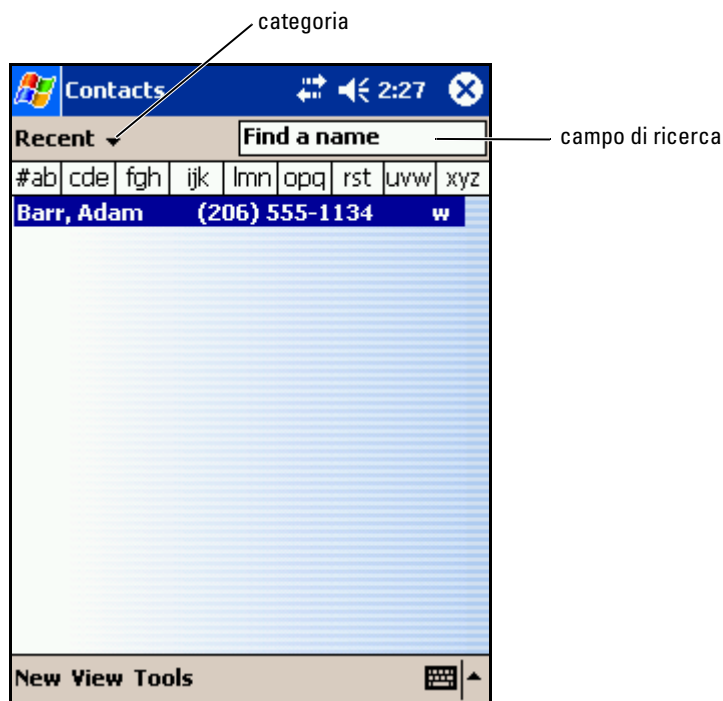 categoria
Contacts 2:27
Recent Find a name
campo di ricerca
#ab cde fgh ijk lmn opq rst uvw xyz
Barr, Adam (206) 555-1134 w
New View Tools